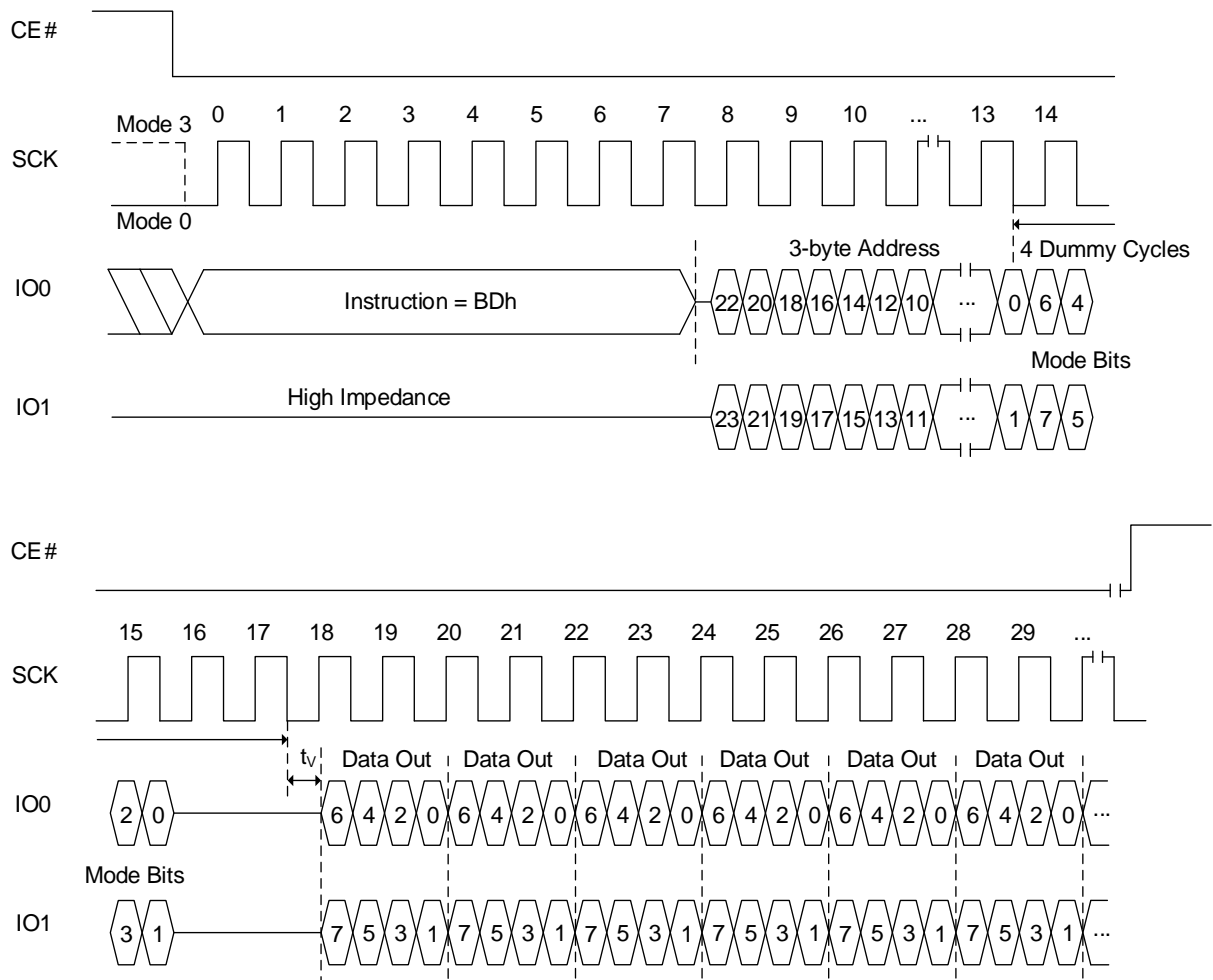 CE#
0 1 2 3 4 5 6 7 8 9 10 ... 13 14
Mode 3
SCK
Mode 0
3-byte Address
4 Dummy Cycles
IO0
Instruction = BDh
22 20 18 16 14 12 10 ... 0 6 4
Mode Bits
High Impedance
IO1
23 21 19 17 15 13 11 ... 1 7 5
CE#
15 16 17 18 19 20 21 22 23 24 25 26 27 28 29 ...
SCK
tV Data Out Data Out Data Out Data Out Data Out Data Out
IO0
2 0 6 4 2 0 6 4 2 0 6 4 2 0 6 4 2 0 6 4 2 0 6 4 2 0 ...
Mode Bits
IO1
3 1 7 5 3 1 7 5 3 1 7 5 3 1 7 5 3 1 7 5 3 1 7 5 3 1 ...